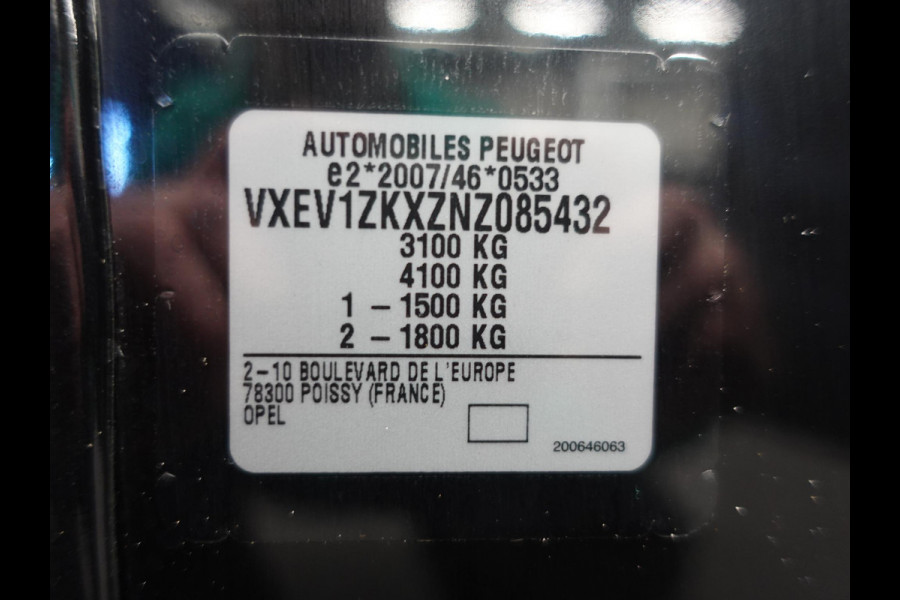 AUTOMOBILES PEUGEOT
e2*2007/46*0533
VXEV1ZKXZNZ085432
3100 KG
4100 KG
1 – 1500 KG
2 – 1800 KG
2–10 BOULEVARD DE L'EUROPE
78300 POISSY (FRANCE)
OPEL
200646063